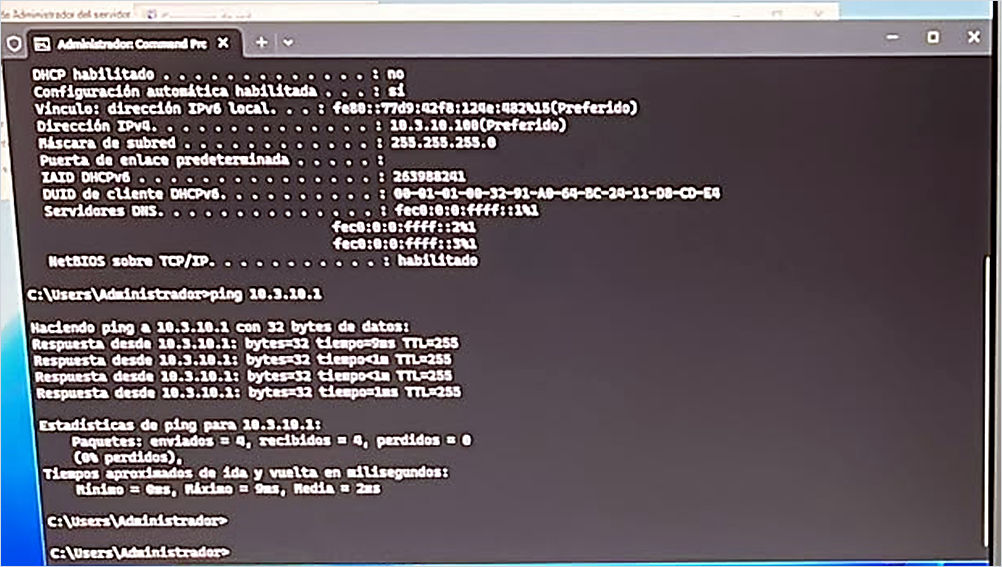 de Administrador del servidor
Administrador: Command Pro
DHCP habilitado . . . . . . . . . . . . . : no
Configuración automática habilitada . . . : sí
Vínculo: dirección IPv6 local. . . : fe80::77d9:42f8:124e:482%15(Preferido)
Dirección IPv4. . . . . . . . . . . . . . : 10.3.10.100(Preferido)
Máscara de subred . . . . . . . . . . . . : 255.255.255.0
Puerta de enlace predeterminada . . . . . :
IAID DHCPv6 . . . . . . . . . . . . . . . : 263988241
DUID de cliente DHCPv6. . . . . . . . . . : 00-01-01-00-32-91-A0-64-BC-24-11-D8-CD-E4
Servidores DNS. . . . . . . . . . . . . . : fec0:0:0:ffff::1%1
fec0:0:0:ffff::2%1
fec0:0:0:ffff::3%1
NetBIOS sobre TCP/IP. . . . . . . . . . . : habilitado
C:\Users\Administrador>ping 10.3.10.1
Haciendo ping a 10.3.10.1 con 32 bytes de datos:
Respuesta desde 10.3.10.1: bytes=32 tiempo=9ms TTL=255
Respuesta desde 10.3.10.1: bytes=32 tiempo<1m TTL=255
Respuesta desde 10.3.10.1: bytes=32 tiempo<1m TTL=255
Respuesta desde 10.3.10.1: bytes=32 tiempo=1ms TTL=255
Estadísticas de ping para 10.3.10.1:
Paquetes: enviados = 4, recibidos = 4, perdidos = 0
(0% perdidos),
Tiempos aproximados de ida y vuelta en milisegundos:
Mínimo = 0ms, Máximo = 9ms, Media = 2ms
C:\Users\Administrador>
C:\Users\Administrador>